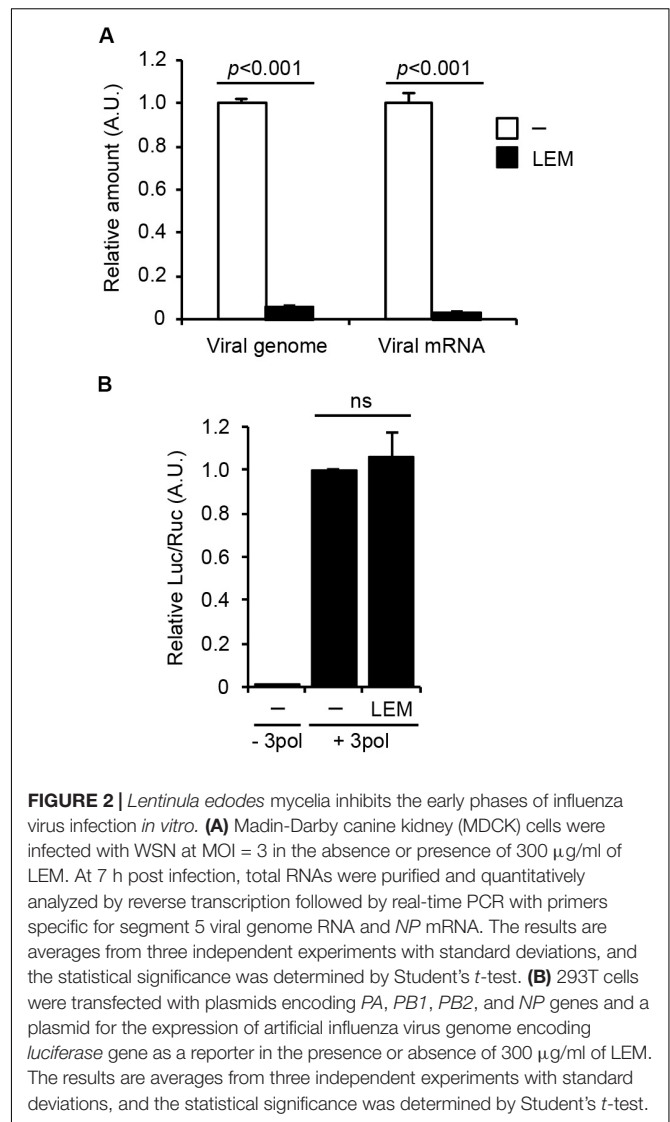 A
1.2
1.0
0.8
0.6
0.4
0.2
0
Relative amount (A.U.)
p<0.001
p<0.001
–
LEM
Viral genome
Viral mRNA
B
ns
1.2
1.0
0.8
0.6
0.4
0.2
0
Relative Luc/Ruc (A.U.)
– – LEM
- 3pol + 3pol
FIGURE 2 | Lentinula edodes mycelia inhibits the early phases of influenza
virus infection in vitro. (A) Madin-Darby canine kidney (MDCK) cells were
infected with WSN at MOI = 3 in the absence or presence of 300 μg/ml of
LEM. At 7 h post infection, total RNAs were purified and quantitatively
analyzed by reverse transcription followed by real-time PCR with primers
specific for segment 5 viral genome RNA and NP mRNA. The results are
averages from three independent experiments with standard deviations, and
the statistical significance was determined by Student's t-test. (B) 293T cells
were transfected with plasmids encoding PA, PB1, PB2, and NP genes and a
plasmid for the expression of artificial influenza virus genome encoding
luciferase gene as a reporter in the presence or absence of 300 μg/ml of LEM.
The results are averages from three independent experiments with standard
deviations, and the statistical significance was determined by Student's t-test.